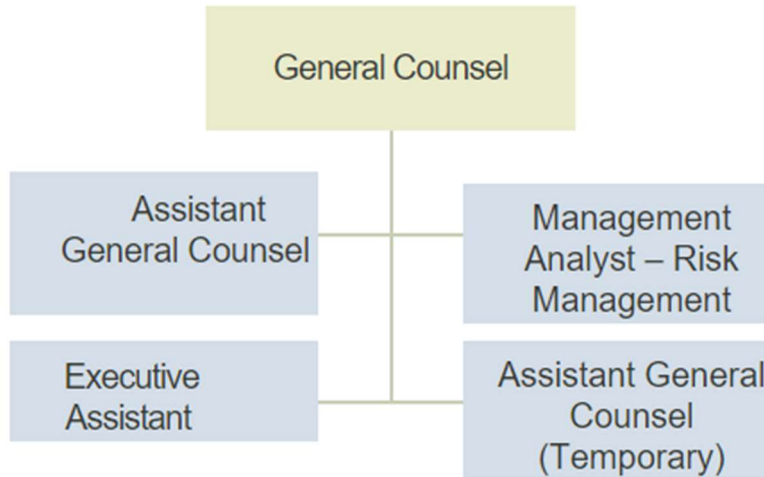 General Counsel
Assistant
General Counsel
Management
Analyst – Risk
Management
Executive
Assistant
Assistant General
Counsel
(Temporary)